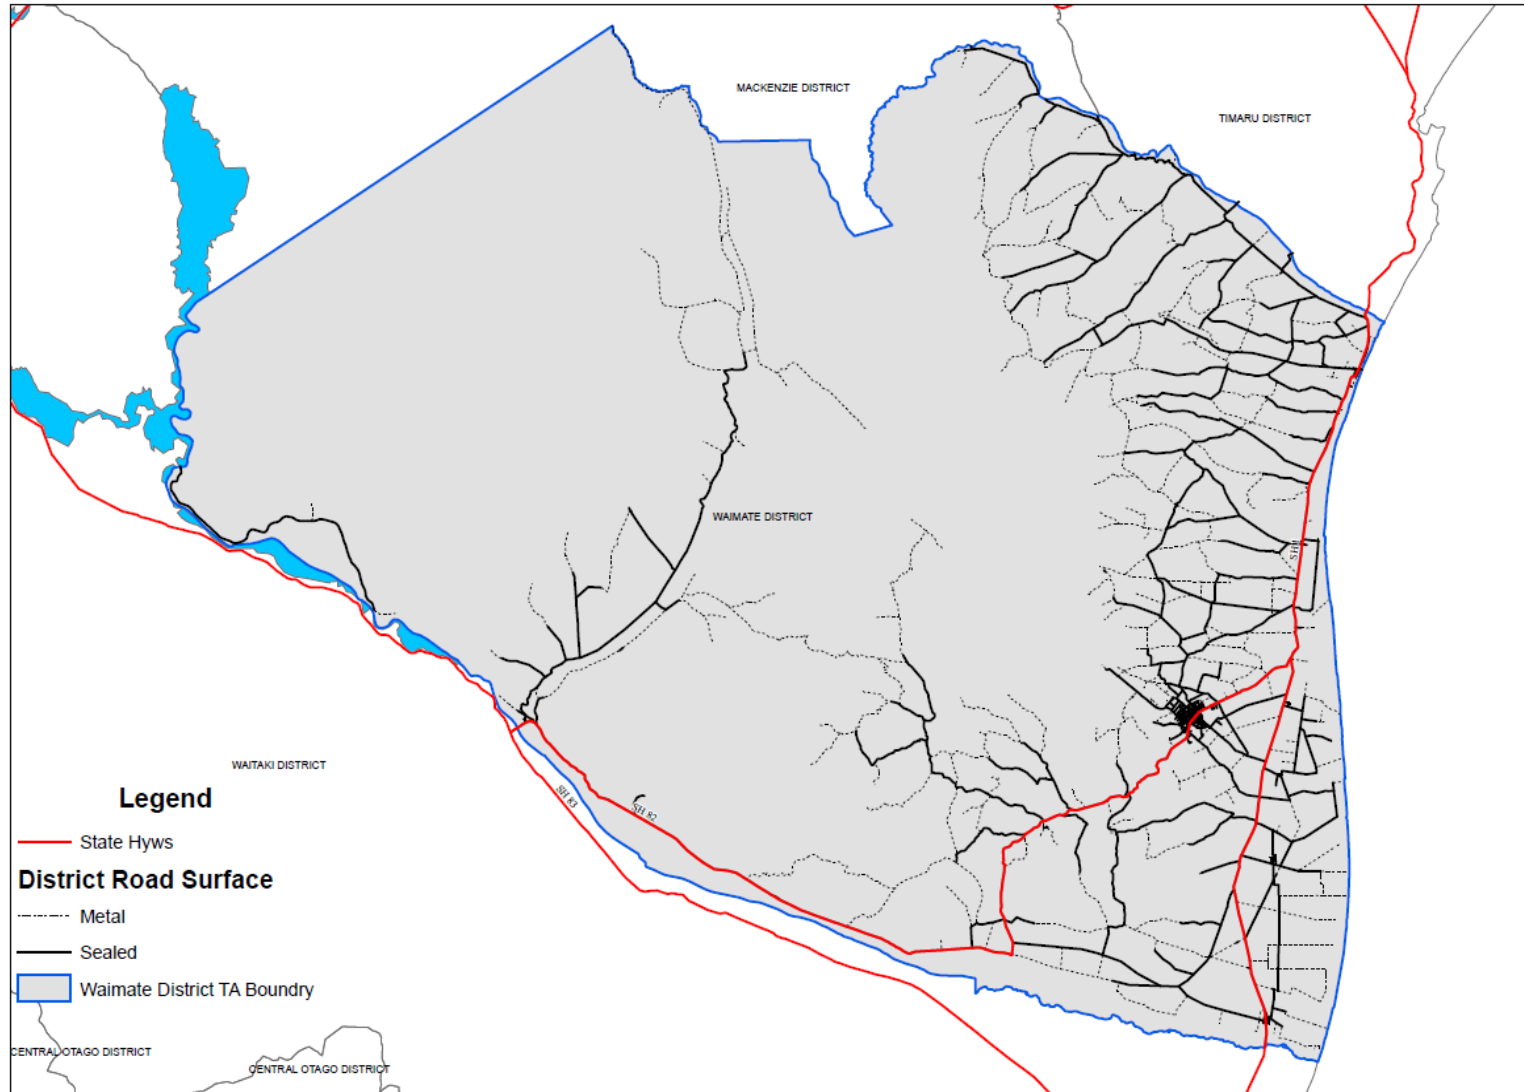 MACKENZIE DISTRICT
TIMARU DISTRICT
WAIMATE DISTRICT
SH
WAITAKI DISTRICT
SH 83
SH 82
Legend
State Hyws
District Road Surface
Metal
Sealed
Waimate District TA Boundry
CENTRAL OTAGO DISTRICT
CENTRAL OTAGO DISTRICT